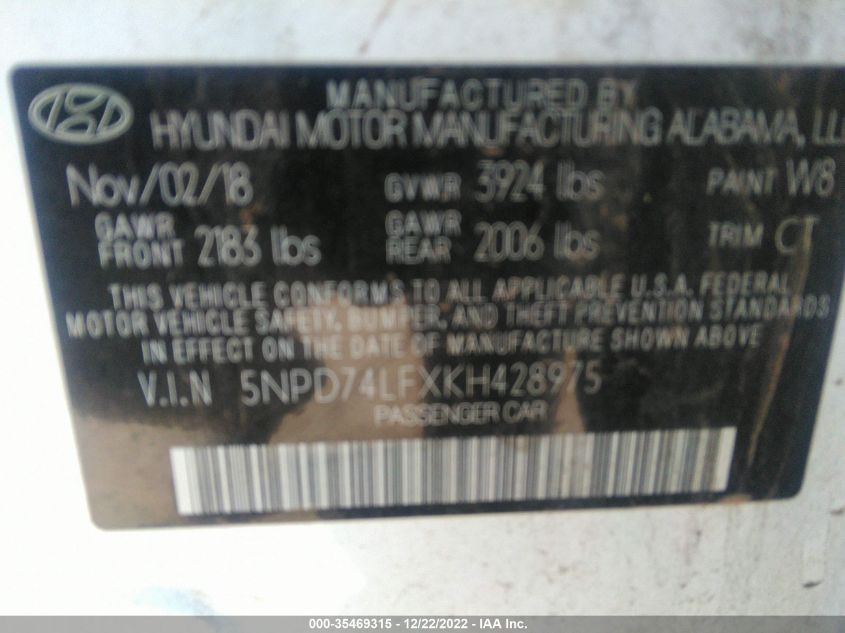 MANUFACTURED BY
HYUNDAI MOTOR MANUFACTURING ALABAMA, LLC
Nov/02/18 GVWR 3924 lbs PAINT W8
GAWR FRONT 2183 lbs GAWR REAR 2006 lbs TRIM CT
THIS VEHICLE CONFORMS TO ALL APPLICABLE U.S.A. FEDERAL
MOTOR VEHICLE SAFETY, BUMPER, AND THEFT PREVENTION STANDARDS
IN EFFECT ON THE DATE OF MANUFACTURE SHOWN ABOVE
V.I.N 5NPD74LFXKH428975
PASSENGER CAR
000-35469315 - 12/22/2022 - IAA Inc.